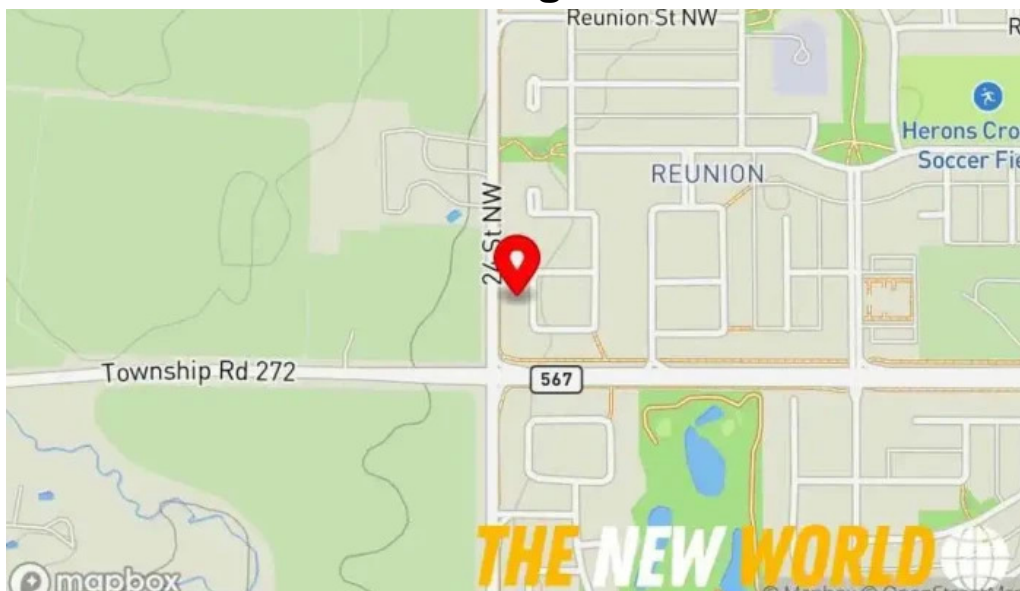 Reunion St NW
R
Herons Cro
Soccer Fie
REUNION
24 St NW
Township Rd 272
567
THE NEW WORLD
mapbox